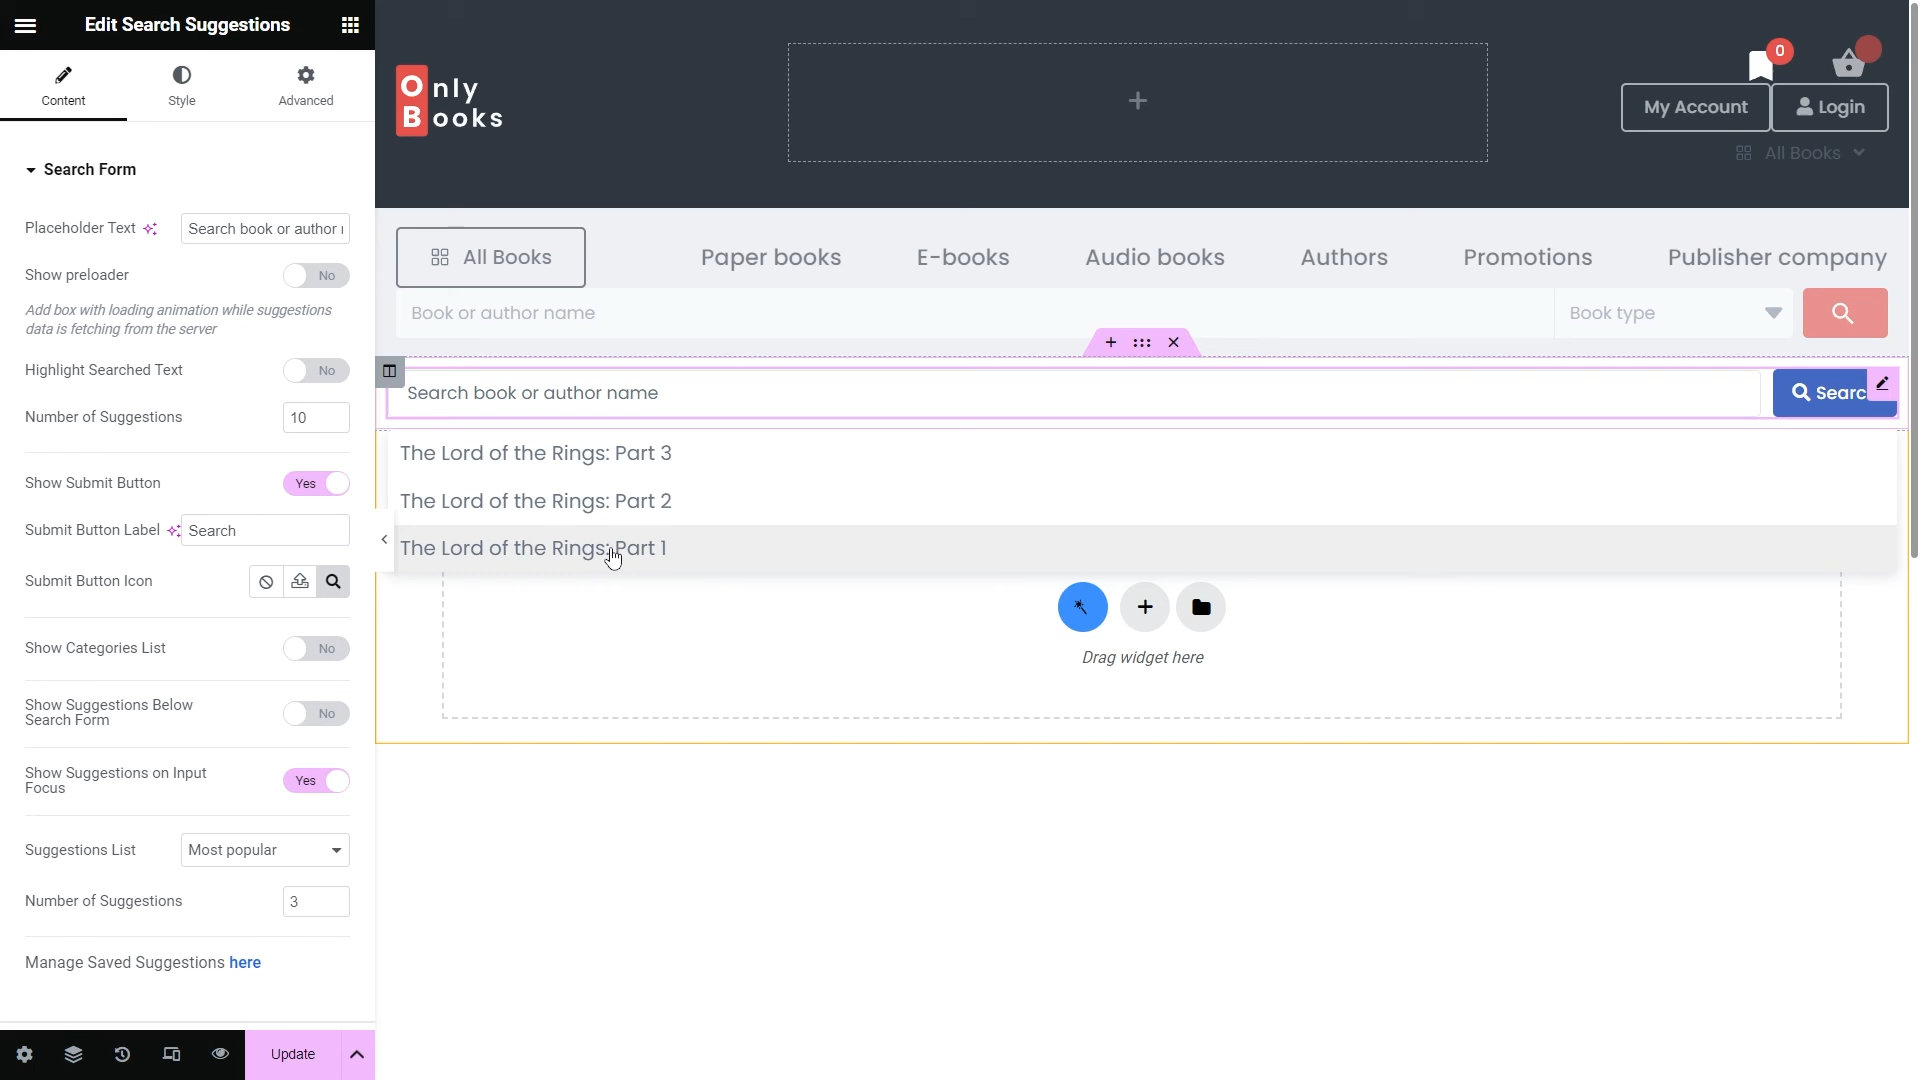 Edit Search Suggestions
Content
Style
Advanced
Search Form
Placeholder Text
Search book or author
Show preloader
No
Add box with loading animation while suggestions
data is fetching from the server
Highlight Searched Text
No
Number of Suggestions
10
Show Submit Button
Yes
Submit Button Label
Search
Submit Button Icon
Show Categories List
No
Show Suggestions Below
Search Form
No
Show Suggestions on Input
Focus
Yes
Suggestions List
Most popular
Number of Suggestions
3
Manage Saved Suggestions here
Update
Only
Books
0
My Account
Login
All Books
All Books
Paper books
E-books
Audio books
Authors
Promotions
Publisher company
Book or author name
Book type
Search book or author name
Searc
The Lord of the Rings: Part 3
The Lord of the Rings: Part 2
The Lord of the Rings: Part 1
Drag widget here